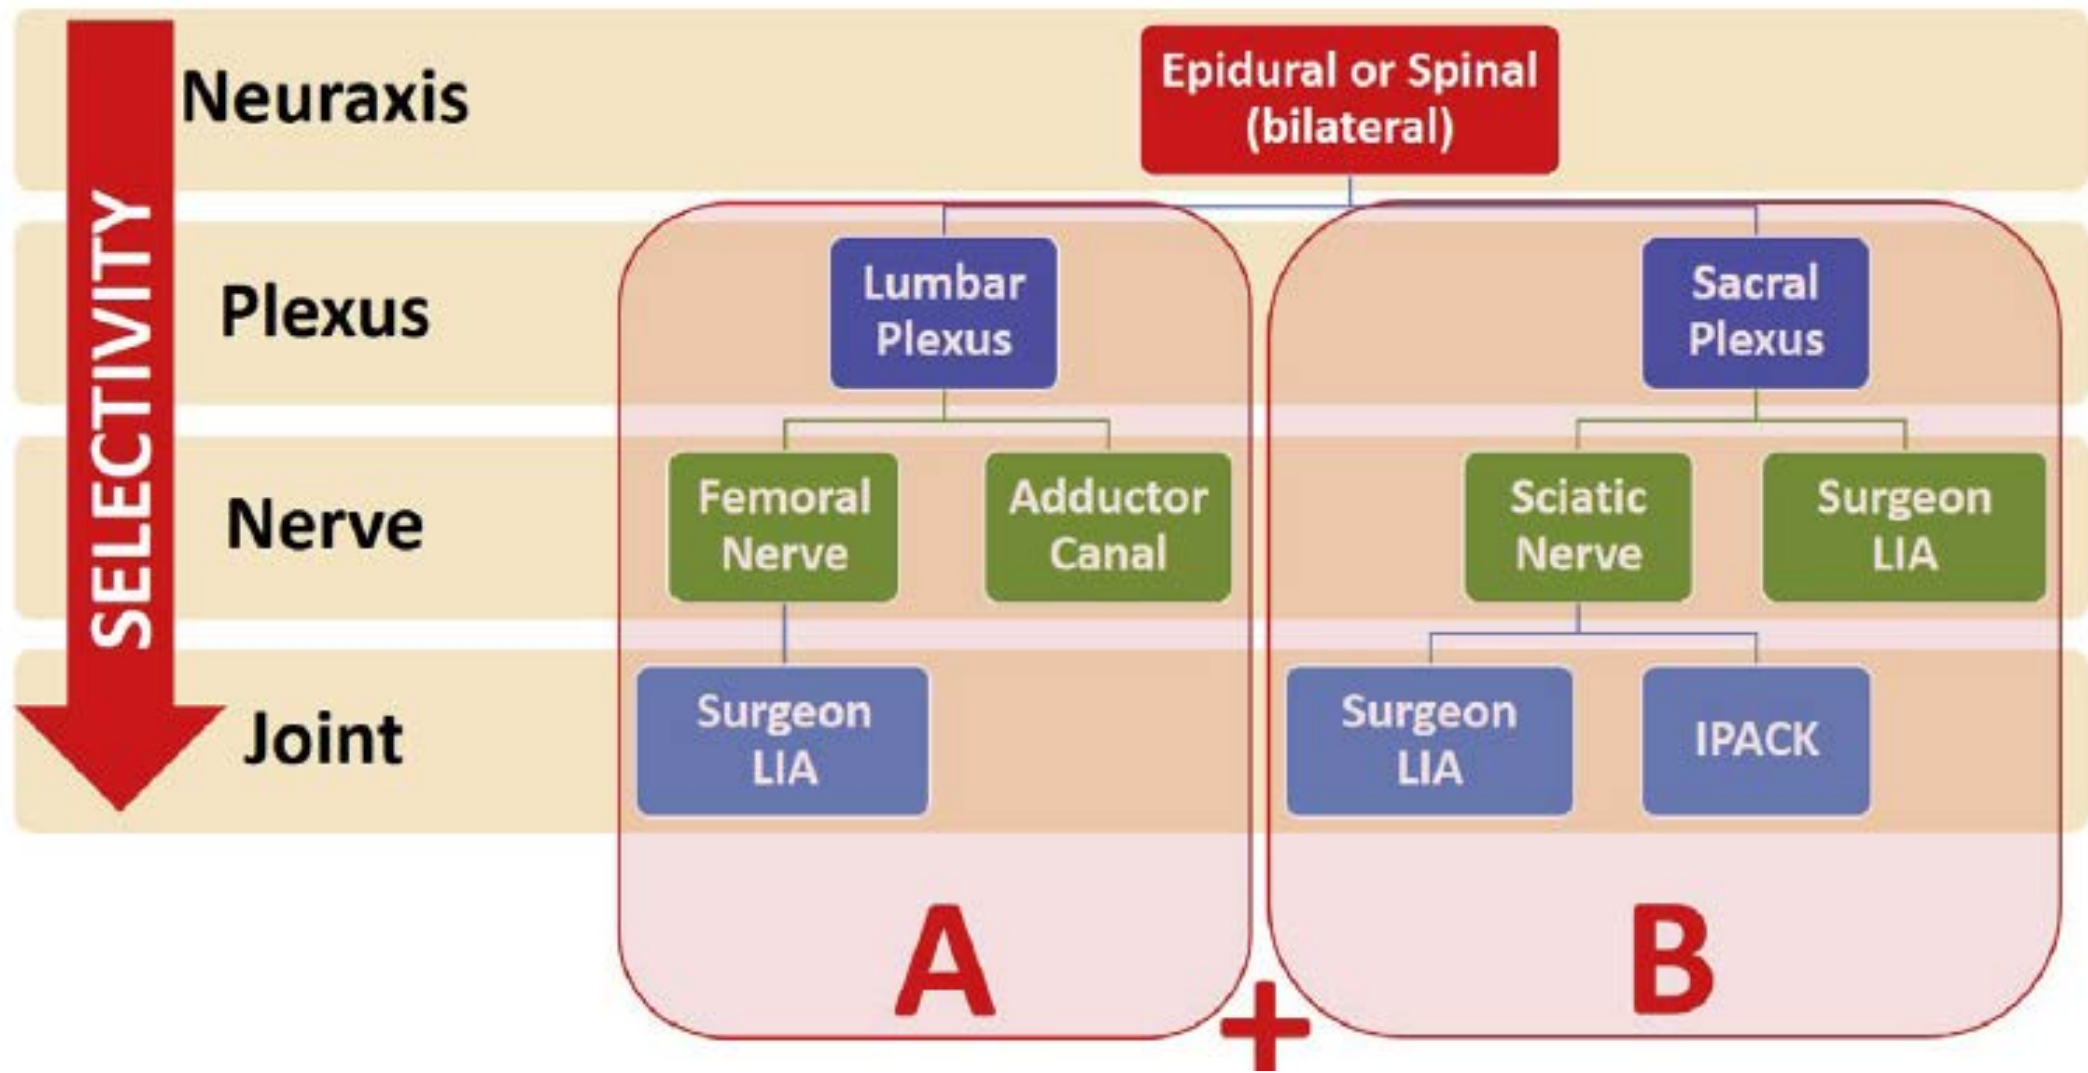 SELECTIVITY
Neuraxis
Epidural or Spinal
(bilateral)
Plexus
Lumbar
Plexus
Sacral
Plexus
Nerve
Femoral
Nerve
Adductor
Canal
Sciatic
Nerve
Surgeon
LIA
Joint
Surgeon
LIA
Surgeon
LIA
IPACK
A
+
B